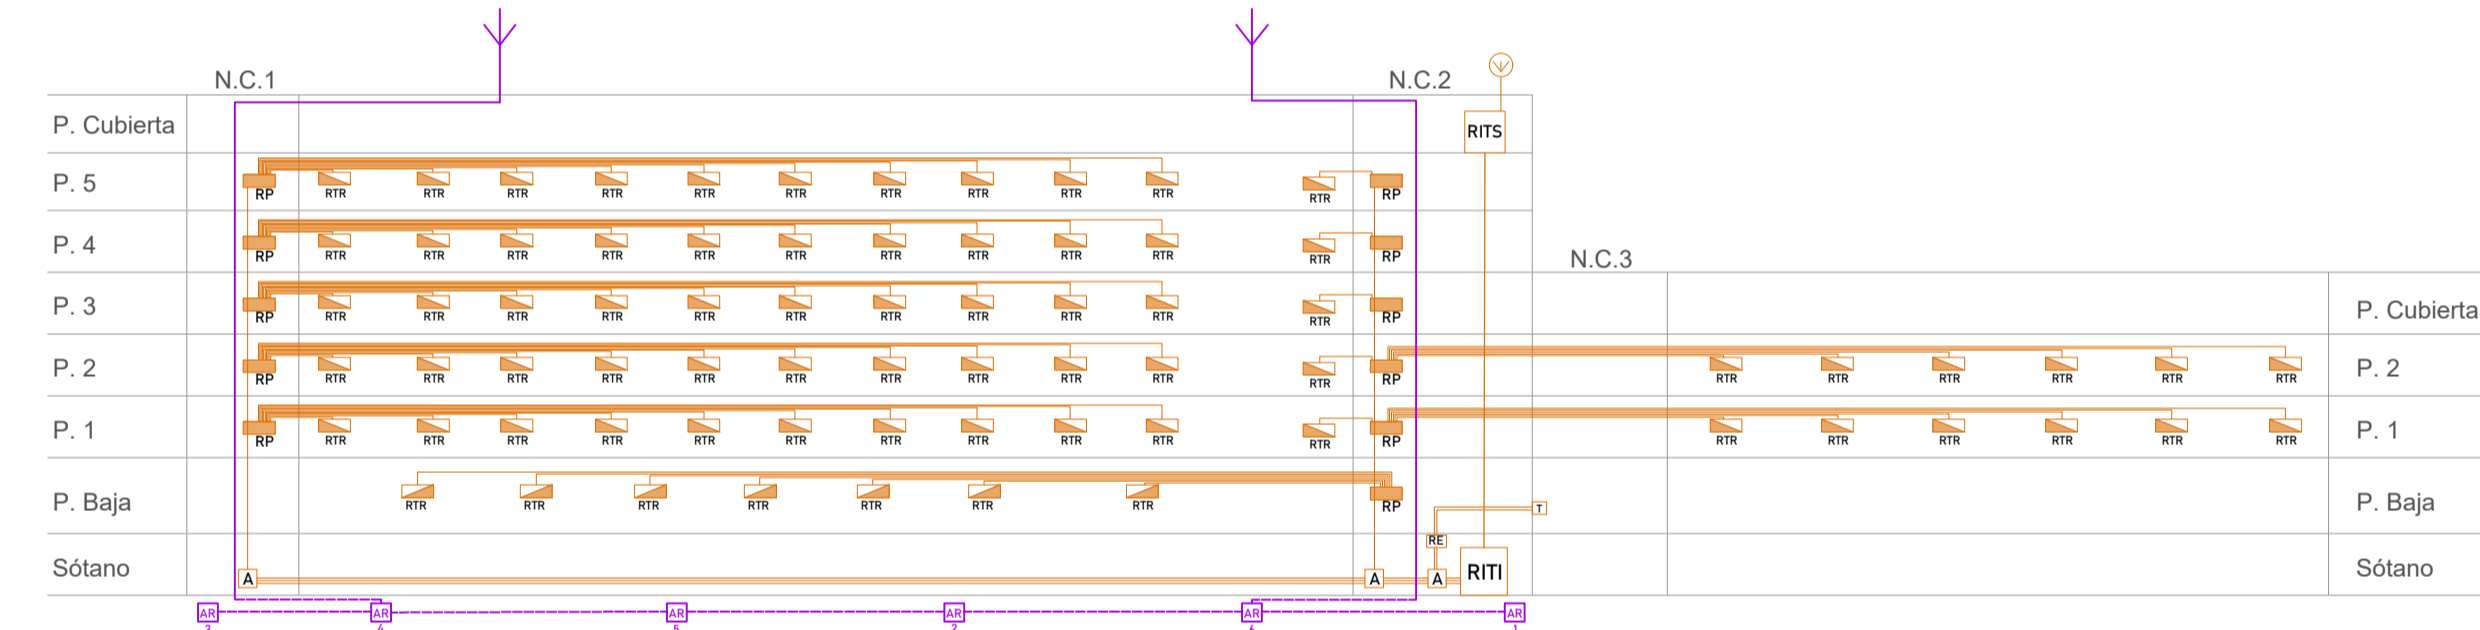 N.C.1
N.C.2
P. Cubierta
RITS
P. 5
RP RTR RTR RTR RTR RTR RTR RTR RTR RTR RTR RTR RP
P. 4
RP RTR RTR RTR RTR RTR RTR RTR RTR RTR RTR RTR RP
N.C.3
P. 3
RP RTR RTR RTR RTR RTR RTR RTR RTR RTR RTR RTR RP
P. Cubierta
P. 2
RP RTR RTR RTR RTR RTR RTR RTR RTR RTR RTR RTR RP RTR RTR RTR RTR RTR RTR
P. 2
P. 1
RP RTR RTR RTR RTR RTR RTR RTR RTR RTR RTR RTR RP RTR RTR RTR RTR RTR RTR
P. 1
P. Baja
RTR RTR RTR RTR RTR RTR RTR RP
T
P. Baja
RE
Sótano
A A A RITI
Sótano
AR AR AR AR AR AR